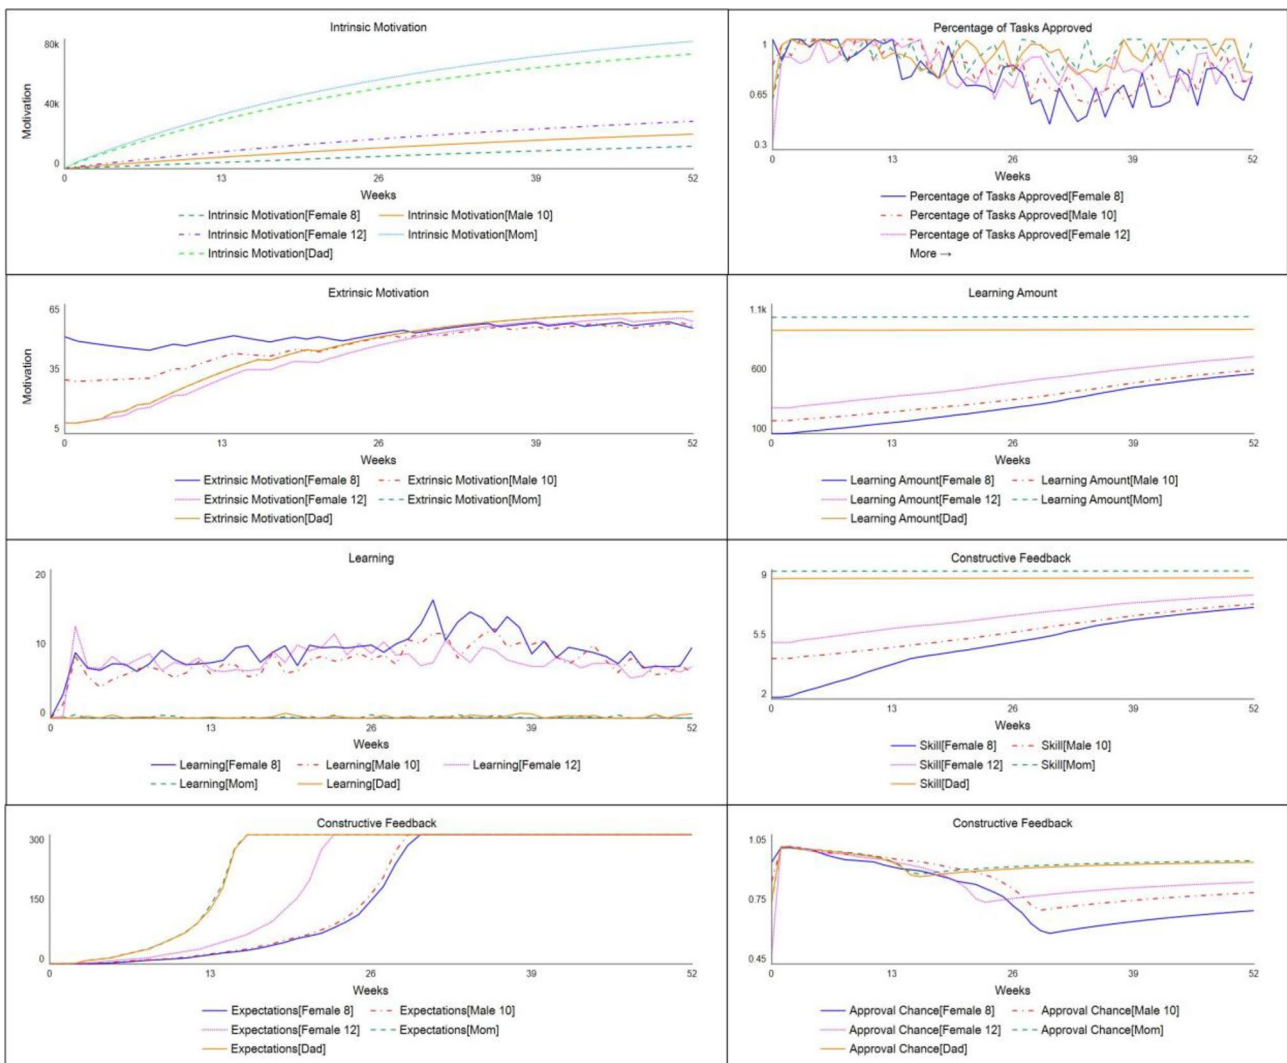 Intrinsic Motivation
80k
40k
0
Motivation
0 13 26 39 52
Weeks
Intrinsic Motivation[Female 8] Intrinsic Motivation[Male 10]
Intrinsic Motivation[Female 12] Intrinsic Motivation[Mom]
Intrinsic Motivation[Dad]
Percentage of Tasks Approved
1
0.65
0.3
0 13 26 39 52
Weeks
Percentage of Tasks Approved[Female 8]
Percentage of Tasks Approved[Male 10]
Percentage of Tasks Approved[Female 12]
More →
Extrinsic Motivation
65
35
5
Motivation
0 13 26 39 52
Weeks
Extrinsic Motivation[Female 8] Extrinsic Motivation[Male 10]
Extrinsic Motivation[Female 12] Extrinsic Motivation[Mom]
Extrinsic Motivation[Dad]
Learning Amount
1.1k
600
100
0 13 26 39 52
Weeks
Learning Amount[Female 8] Learning Amount[Male 10]
Learning Amount[Female 12] Learning Amount[Mom]
Learning Amount[Dad]
Learning
20
10
0
0 13 26 39 52
Weeks
Learning[Female 8] Learning[Male 10] Learning[Female 12]
Learning[Mom] Learning[Dad]
Constructive Feedback
9
5.5
2
0 13 26 39 52
Weeks
Skill[Female 8] Skill[Male 10]
Skill[Female 12] Skill[Mom]
Skill[Dad]
Constructive Feedback
300
150
0
0 13 26 39 52
Weeks
Expectations[Female 8] Expectations[Male 10]
Expectations[Female 12] Expectations[Mom]
Expectations[Dad]
Constructive Feedback
1.05
0.75
0.45
0 13 26 39 52
Weeks
Approval Chance[Female 8] Approval Chance[Male 10]
Approval Chance[Female 12] Approval Chance[Mom]
Approval Chance[Dad]